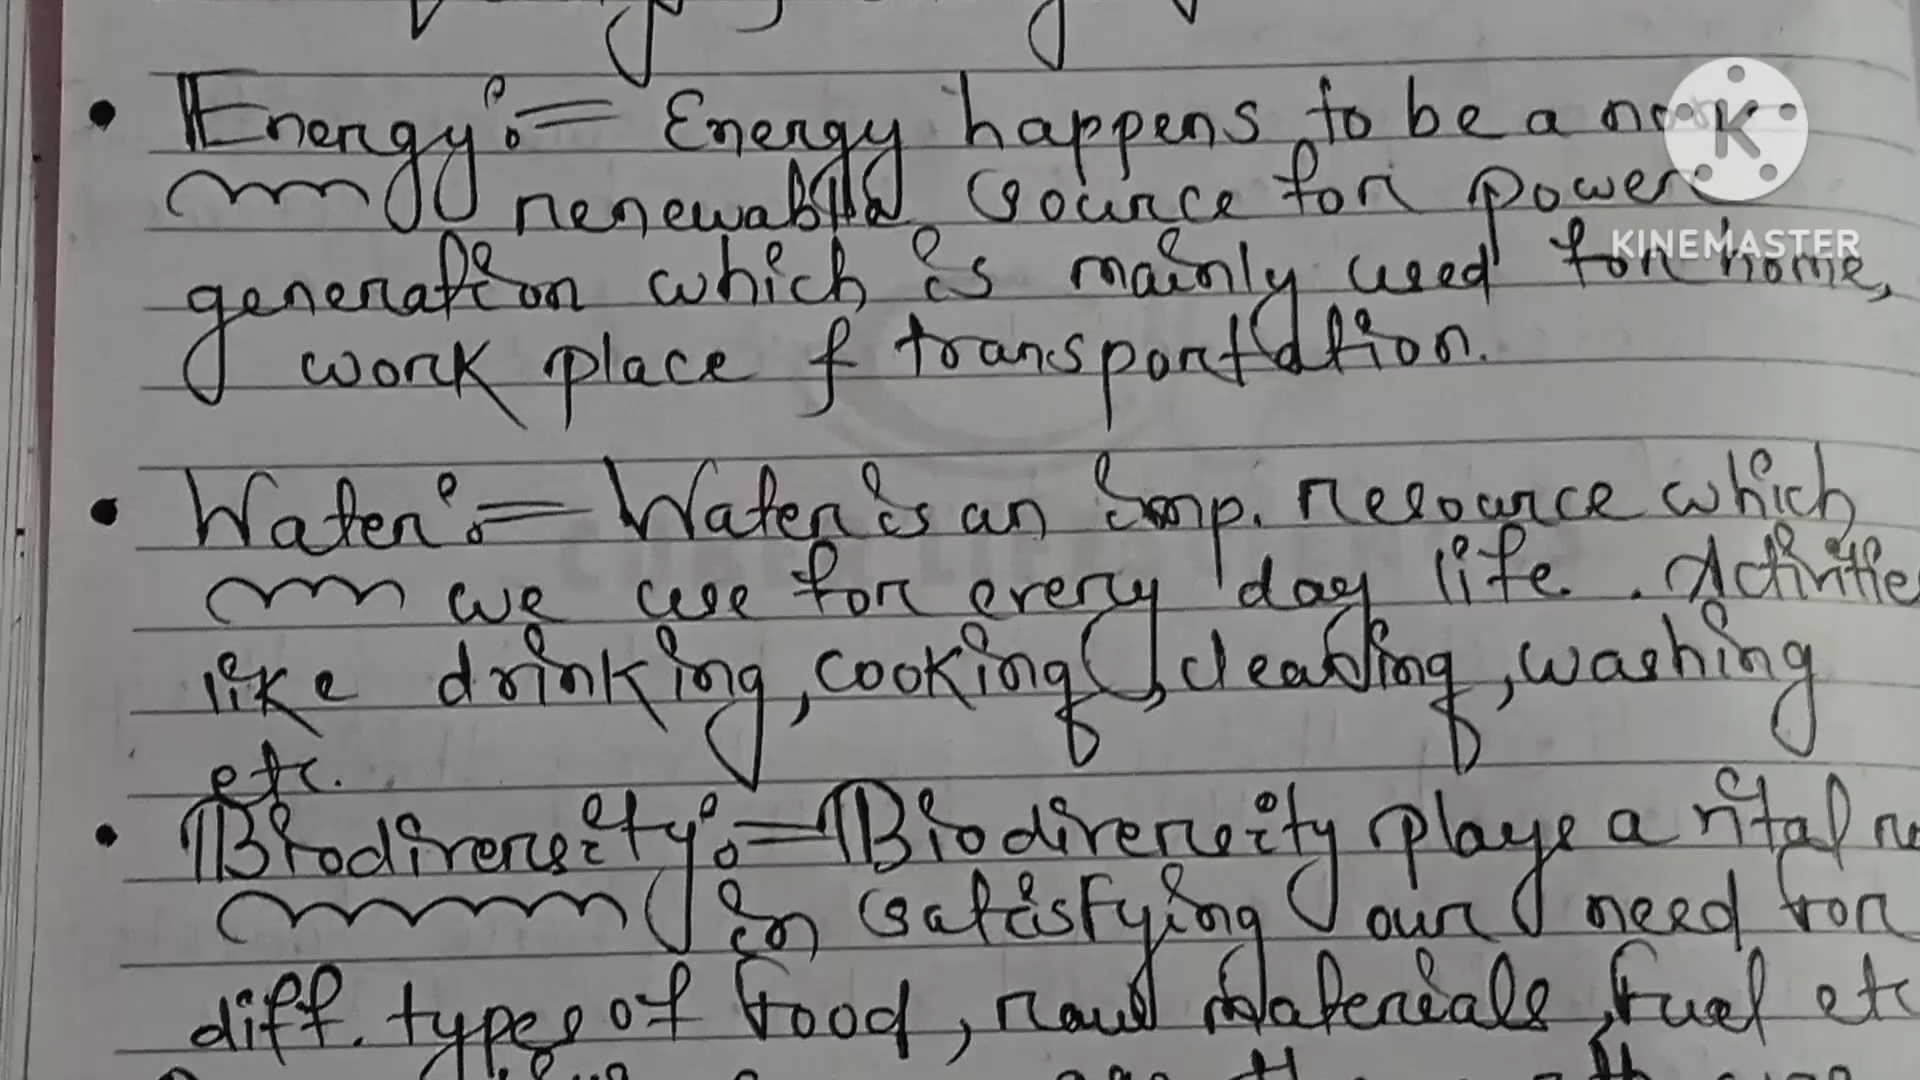 • Energy := Energy happens to be a non
renewable source for power
generation which is mainly used for home,
work place & transportation.
• Water := Water is an imp. resource which
we use for every day life. Activitie
like drinking, cooking, cleaning, washing
etc.
• Biodiversity := Biodiversity plays a vital
in satisfying our need for
diff. types of food, raw materials, fuel etc
K
KINEMASTER